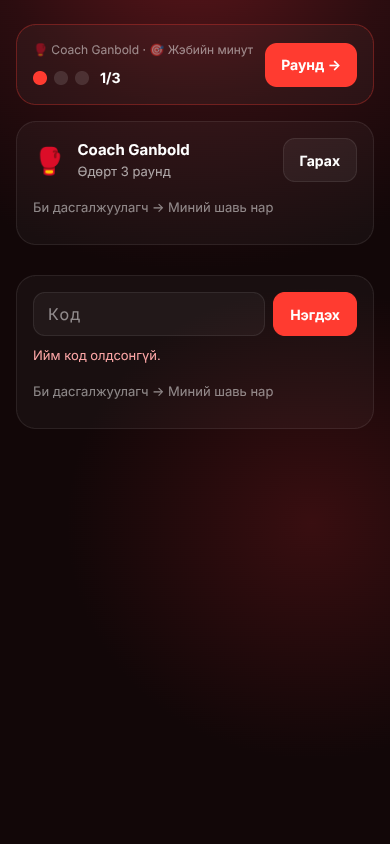 🥊 Coach Ganbold · 🎯 Жэбийн минут
1/3
Раунд →
Coach Ganbold
Өдөрт 3 раунд
Гарах
Би дасгалжуулагч → Миний шавь нар
Код
Нэгдэх
Ийм код олдсонгүй.
Би дасгалжуулагч → Миний шавь нар